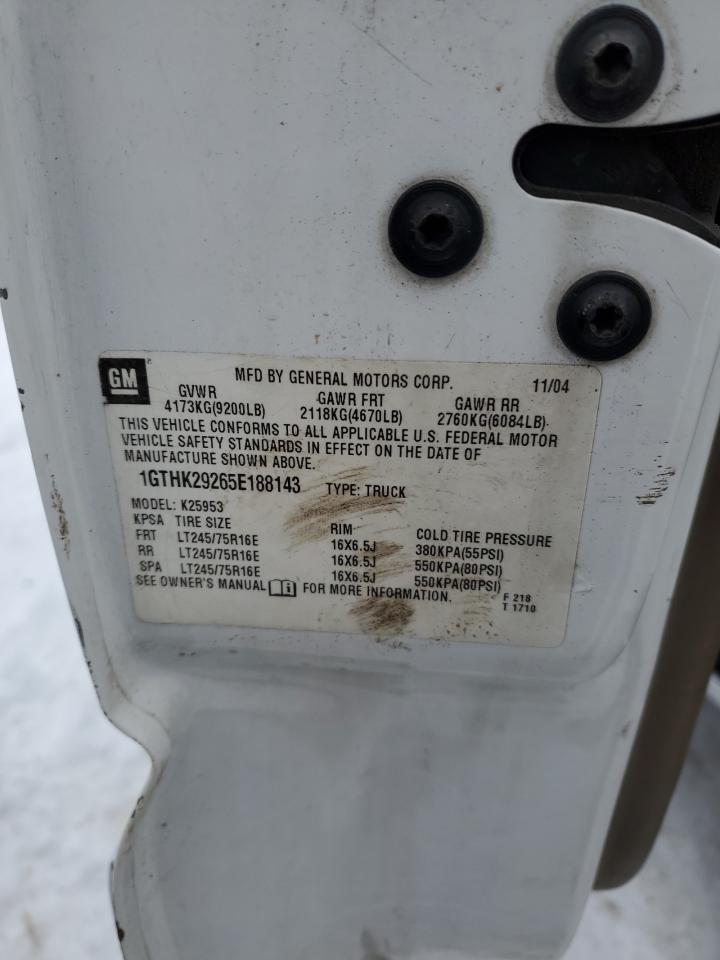 GM MFD BY GENERAL MOTORS CORP. 11/04
GVWR GAWR FRT GAWR RR
4173KG(9200LB) 2118KG(4670LB) 2760KG(6084LB)
THIS VEHICLE CONFORMS TO ALL APPLICABLE U.S. FEDERAL MOTOR
VEHICLE SAFETY STANDARDS IN EFFECT ON THE DATE OF
MANUFACTURE SHOWN ABOVE.
1GTHK29265E188143 TYPE: TRUCK
MODEL: K25953
KPSA TIRE SIZE RIM COLD TIRE PRESSURE
FRT LT245/75R16E 16X6.5J 380KPA(55PSI)
RR LT245/75R16E 16X6.5J 550KPA(80PSI)
SPA LT245/75R16E 16X6.5J 550KPA(80PSI)
SEE OWNER'S MANUAL FOR MORE INFORMATION.
F 218
T 1710